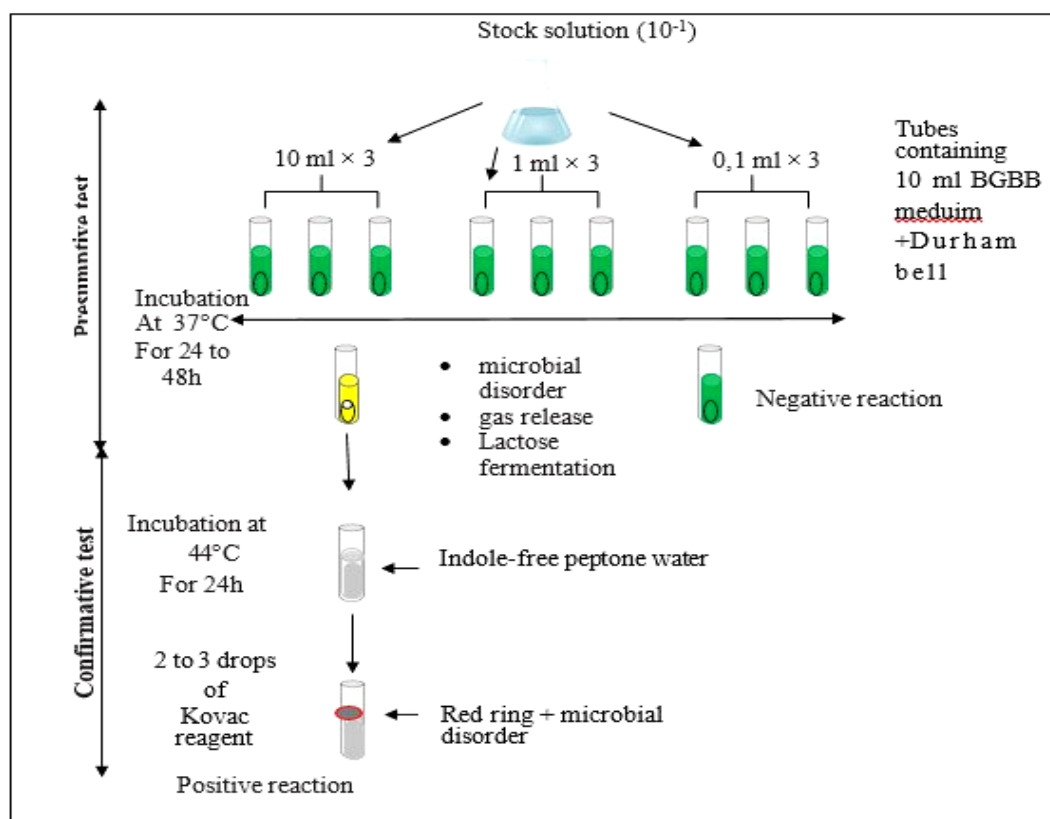 Stock solution (10⁻¹)
10 ml × 3
1 ml × 3
0,1 ml × 3
Tubes
containing
10 ml BGBB
meduim
+Durham
bell
Presumptive test
Incubation
At 37°C
For 24 to
48h
• microbial
disorder
• gas release
• Lactose
fermentation
Negative reaction
Confirmative test
Incubation at
44°C
For 24h
Indole-free peptone water
2 to 3 drops
of
Kovac
reagent
Red ring + microbial
disorder
Positive reaction